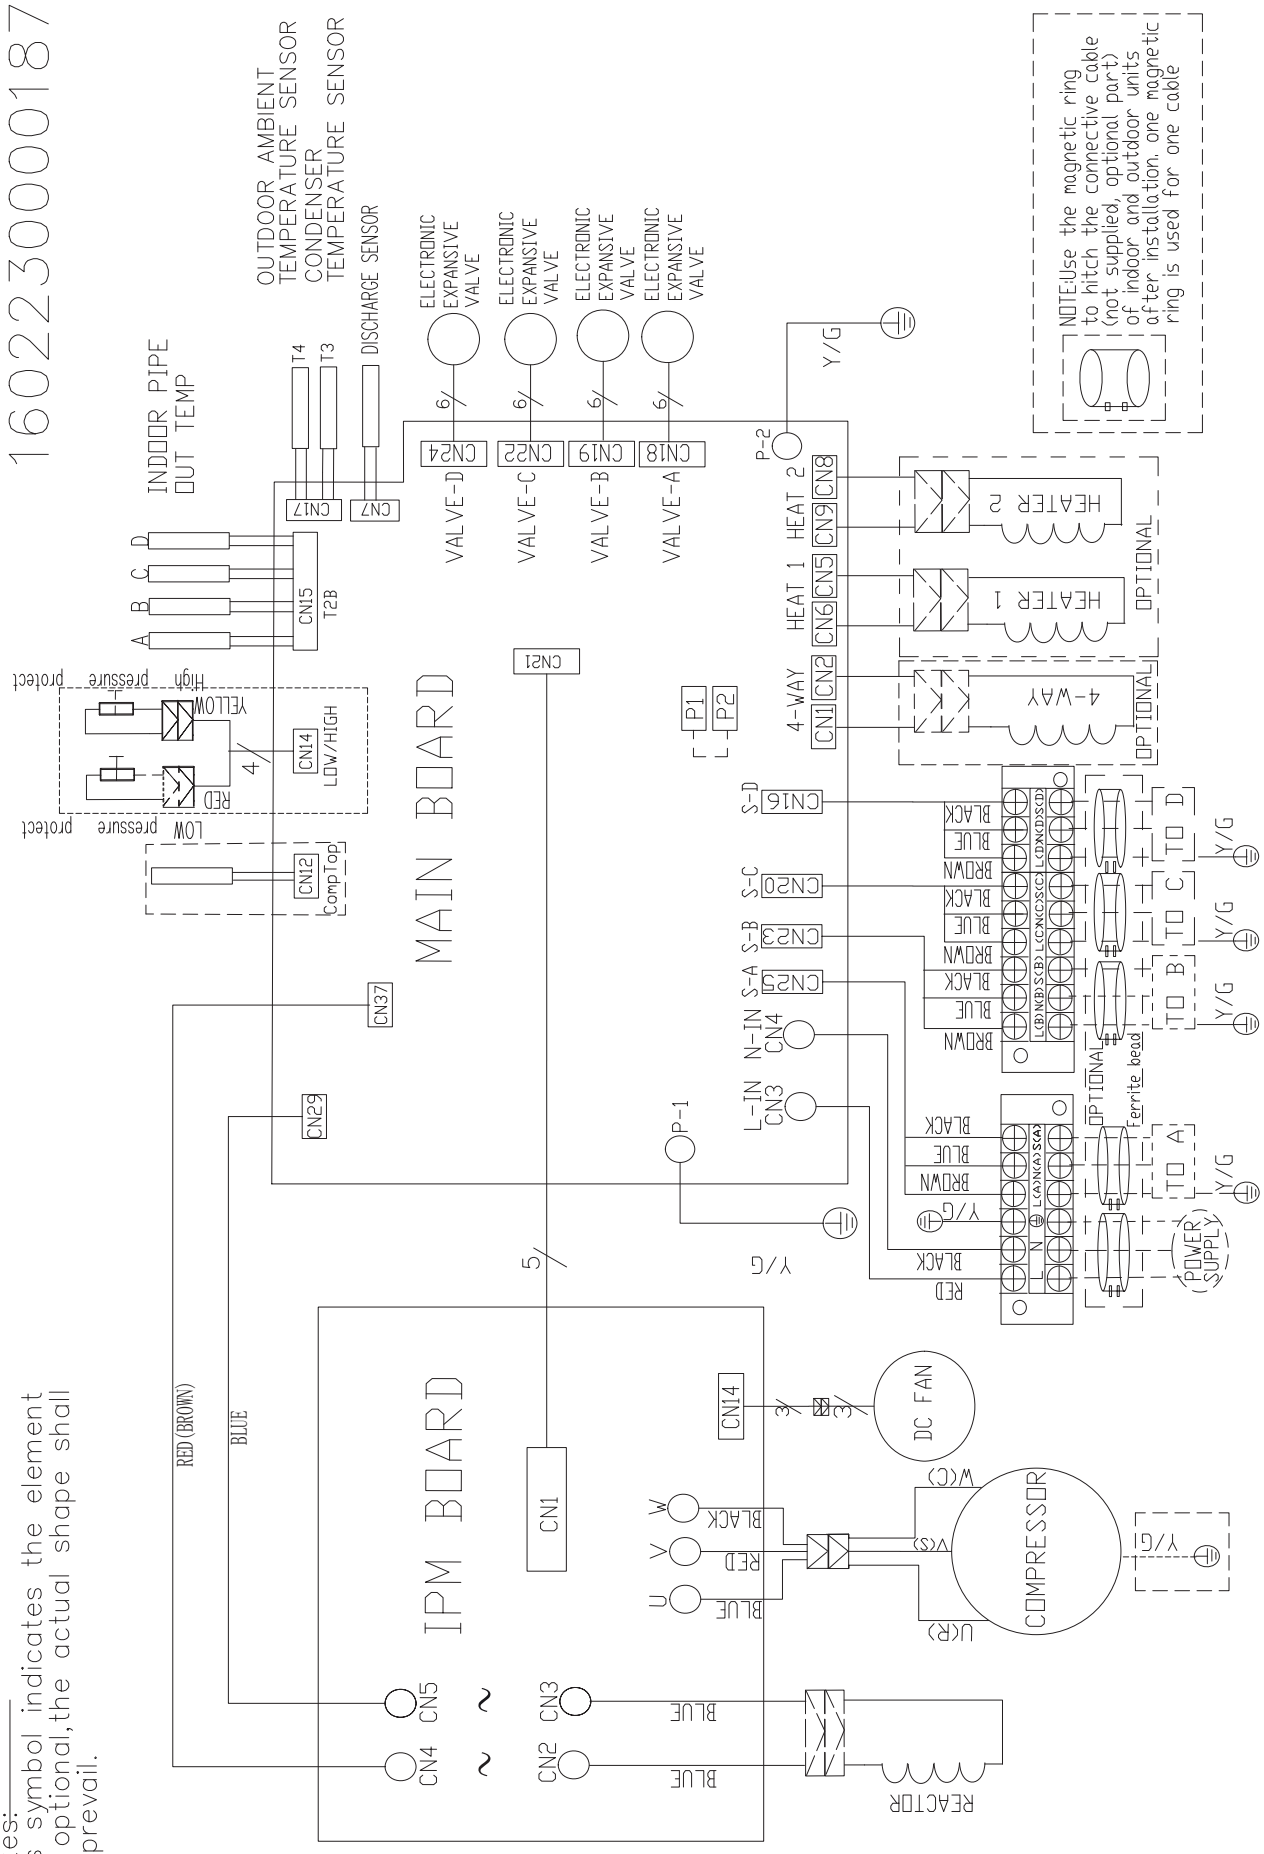 16022300000187
es:
s symbol indicates the element
optional,the actual shape shall
prevail.
RED(BROWN)
BLUE
CN29
CN37
CompTop
CN12
LOW pressure protect
RED
High pressure protect
YELLOW
4
CN14
LOW/HIGH
A
B
C
D
CN15
T2B
INDOOR PIPE
OUT TEMP
CN17
T4
T3
OUTDOOR AMBIENT
TEMPERATURE SENSOR
CONDENSER
TEMPERATURE SENSOR
CN7
DISCHARGE SENSOR
MAIN BOARD
CN21
5
VALVE-D
CN24
6
ELECTRONIC
EXPANSIVE
VALVE
VALVE-C
CN22
6
ELECTRONIC
EXPANSIVE
VALVE
VALVE-B
CN19
6
ELECTRONIC
EXPANSIVE
VALVE
VALVE-A
CN18
6
ELECTRONIC
EXPANSIVE
VALVE
P-2
Y/G
P1
P2
IPM BOARD
CN4
CN5
~
~
CN2
CN3
BLUE
BLUE
REACTOR
CN1
U
V
W
BLUE
RED
BLACK
U(R)
V(S)
W(C)
COMPRESSOR
Y/G
CN14
3
3
DC FAN
P-1
Y/G
L-IN
CN3
N-IN
CN4
S-A
CN25
S-B
CN23
S-C
CN20
S-D
CN16
4-WAY
CN1
CN2
HEAT 1
CN6
CN5
HEAT 2
CN9
CN8
RED
BLACK
Y/G
BROWN
BLUE
BLACK
L
N
L(A)
N(A)
S(A)
POWER
SUPPLY
TO A
Y/G
OPTIONAL
Ferrite bead
BROWN
BLUE
BLACK
BROWN
BLUE
BLACK
BROWN
BLUE
BLACK
L(B)
N(B)
S(B)
L(C)
N(C)
S(C)
L(D)
N(D)
S(D)
TO B
Y/G
TO C
Y/G
TO D
Y/G
4-WAY
OPTIONAL
HEATER 1
HEATER 2
OPTIONAL
NOTE:Use the magnetic ring
to hitch the connective cable
(not supplied, optional part)
of indoor and outdoor units
after installation. one magnetic
ring is used for one cable